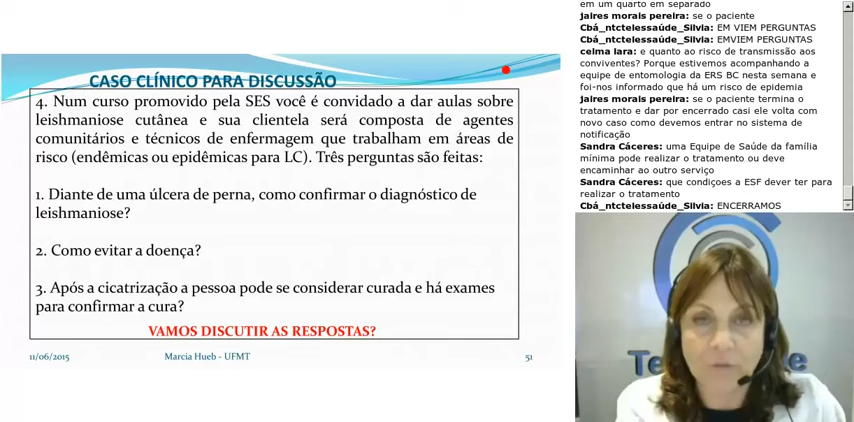 CASO CLÍNICO PARA DISCUSSÃO
4. Num curso promovido pela SES você é convidado a dar aulas sobre
leishmaniose cutânea e sua clientela será composta de agentes
comunitários e técnicos de enfermagem que trabalham em áreas de
risco (endêmicas ou epidêmicas para LC). Três perguntas são feitas:
1. Diante de uma úlcera de perna, como confirmar o diagnóstico de
leishmaniose?
2. Como evitar a doença?
3. Após a cicatrização a pessoa pode se considerar curada e há exames
para confirmar a cura?
VAMOS DISCUTIR AS RESPOSTAS?
11/06/2015
Marcia Hueb - UFMT
51
em um quarto em separado
jaires morais pereira: se o paciente
Cbá_ntctelessaúde_Silvia: EM VIEM PERGUNTAS
Cbá_ntctelessaúde_Silvia: EMVIEM PERGUNTAS
celma lara: e quanto ao risco de transmissão aos
conviventes? Porque estivemos acompanhando a
equipe de entomologia da ERS BC nesta semana e
foi-nos informado que há um risco de epidemia
jaires morais pereira: se o paciente termina o
tratamento e dar por encerrado casi ele volta com
novo caso como devemos entrar no sistema de
notificação
Sandra Cáceres: uma Equipe de Saúde da família
mínima pode realizar o tratamento ou deve
encaminhar ao outro serviço
Sandra Cáceres: que condiçoes a ESF dever ter para
realizar o tratamento
Cbá_ntctelessaúde_Silvia: ENCERRAMOS